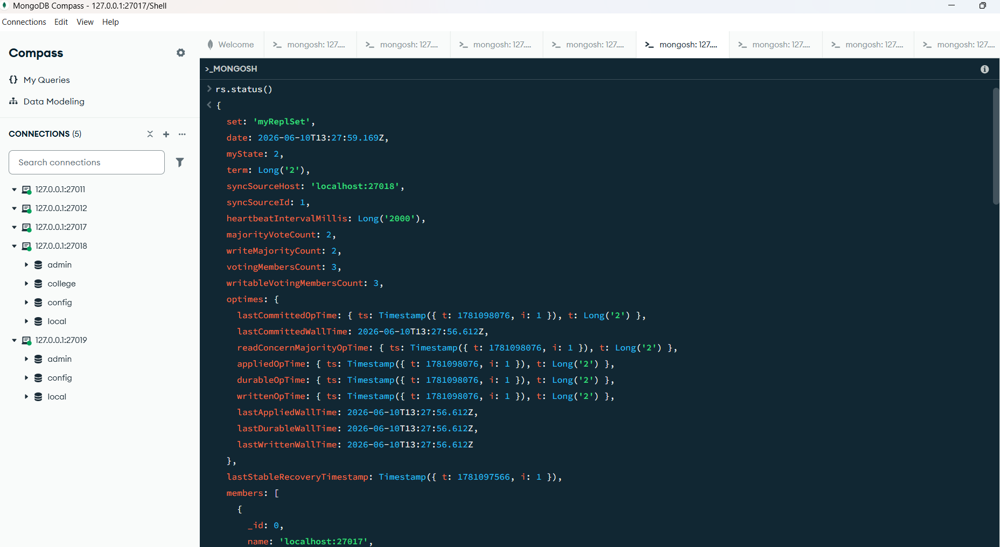 MongoDB Compass - 127.0.0.1:27017/Shell
Connections Edit View Help
Compass
My Queries
Data Modeling
CONNECTIONS (5)
Search connections
127.0.0.1:27011
127.0.0.1:27012
127.0.0.1:27017
127.0.0.1:27018
admin
college
config
local
127.0.0.1:27019
admin
config
local
Welcome
>_ mongosh: 127....
>_ mongosh: 127....
>_ mongosh: 127....
>_ mongosh: 127....
>_ mongosh: 127....
>_ mongosh: 127....
>_ mongosh: 127....
>_ mongosh: 127....
>_MONGOSH
> rs.status()
< {
set: 'myReplSet',
date: 2026-06-10T13:27:59.169Z,
myState: 2,
term: Long('2'),
syncSourceHost: 'localhost:27018',
syncSourceId: 1,
heartbeatIntervalMillis: Long('2000'),
majorityVoteCount: 2,
writeMajorityCount: 2,
votingMembersCount: 3,
writableVotingMembersCount: 3,
optimes: {
lastCommittedOpTime: { ts: Timestamp({ t: 1781098076, i: 1 }), t: Long('2') },
lastCommittedWallTime: 2026-06-10T13:27:56.612Z,
readConcernMajorityOpTime: { ts: Timestamp({ t: 1781098076, i: 1 }), t: Long('2') },
appliedOpTime: { ts: Timestamp({ t: 1781098076, i: 1 }), t: Long('2') },
durableOpTime: { ts: Timestamp({ t: 1781098076, i: 1 }), t: Long('2') },
writtenOpTime: { ts: Timestamp({ t: 1781098076, i: 1 }), t: Long('2') },
lastAppliedWallTime: 2026-06-10T13:27:56.612Z,
lastDurableWallTime: 2026-06-10T13:27:56.612Z,
lastWrittenWallTime: 2026-06-10T13:27:56.612Z
},
lastStableRecoveryTimestamp: Timestamp({ t: 1781097566, i: 1 }),
members: [
{
_id: 0,
name: 'localhost:27017',